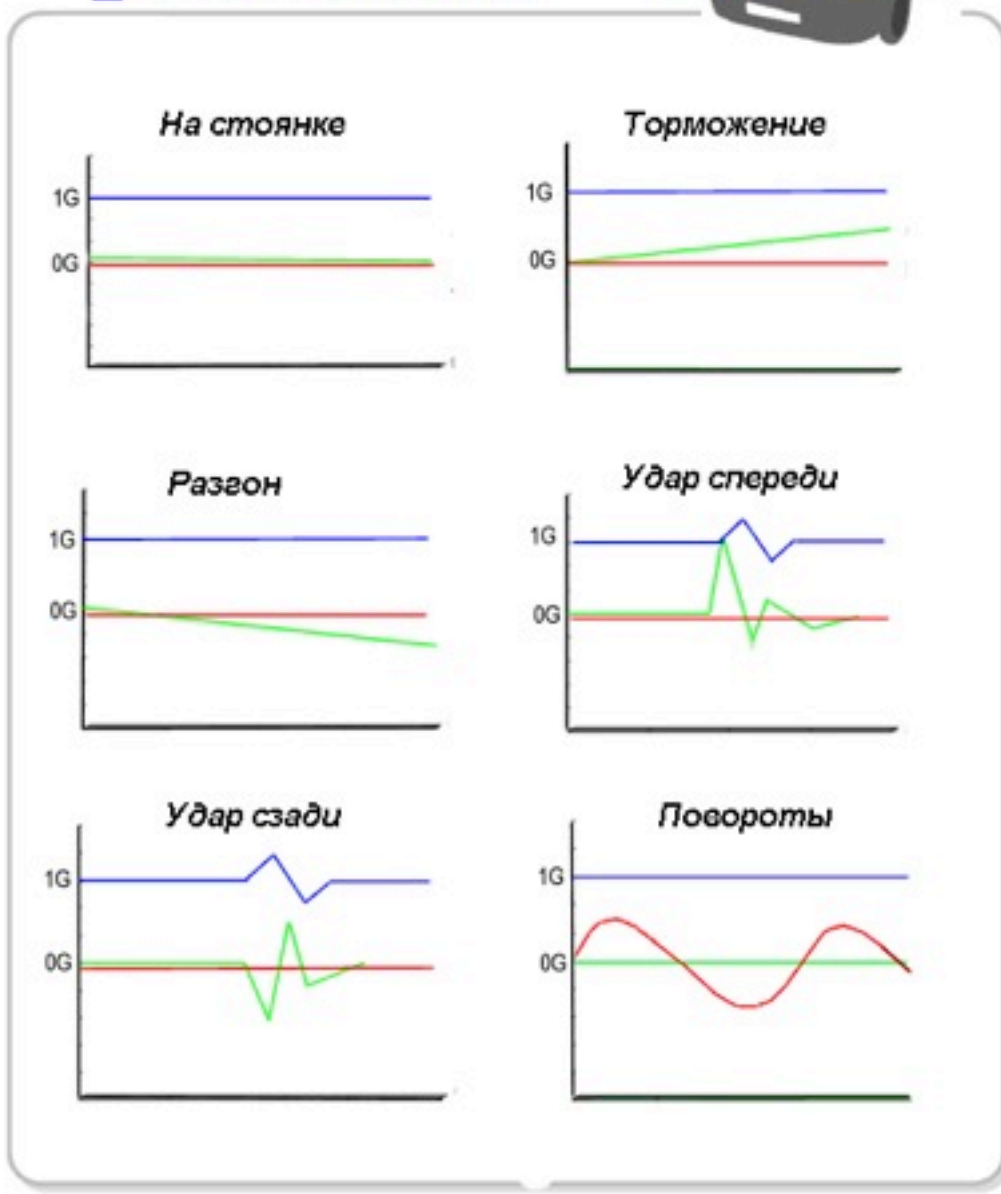 На стоянке
1G
0G
Торможение
1G
0G
Разгон
1G
0G
Удар спереди
1G
0G
Удар сзади
1G
0G
Повороты
1G
0G